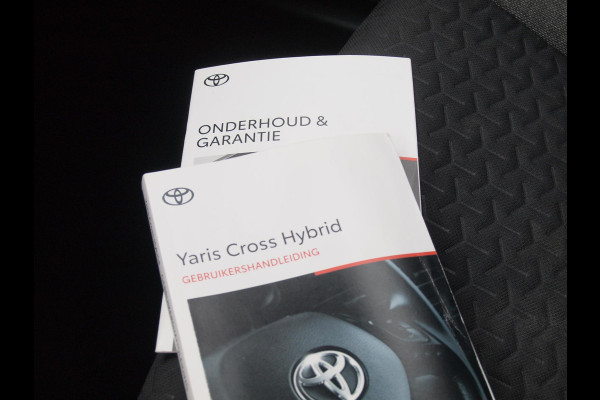 ONDERHOUD &
GARANTIE
Yaris Cross Hybrid
GEBRUIKERSHANDLEIDING